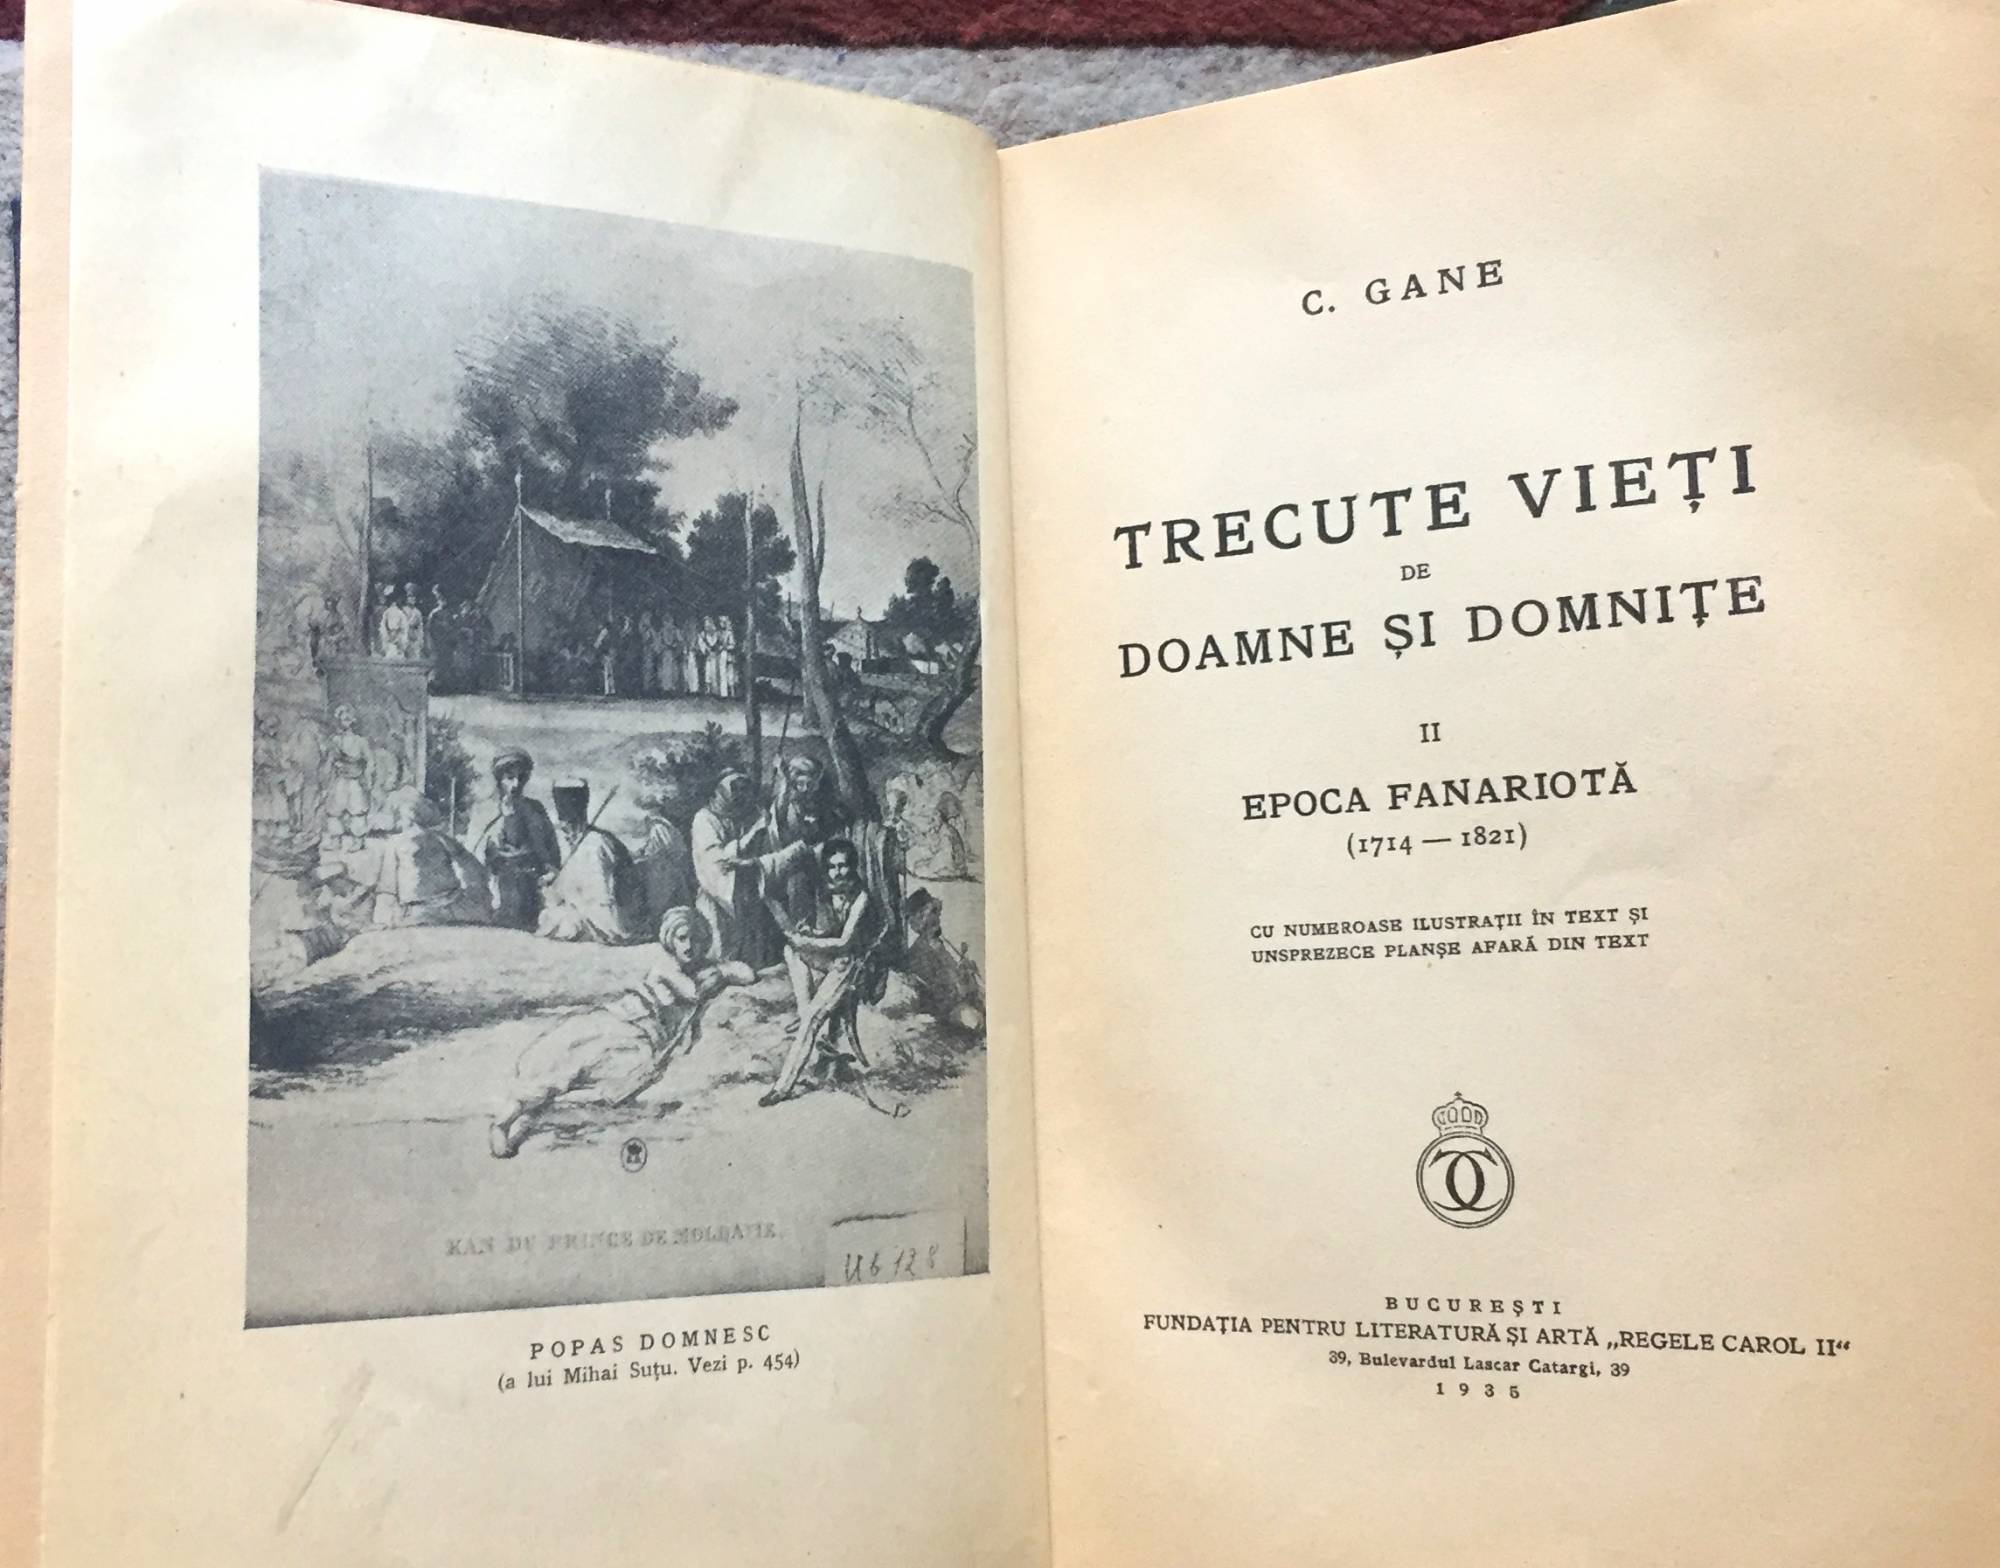 KAN DU PRINCE DE MOLDAVIE.
Ub 128
POPAS DOMNESC
(a lui Mihai Suțu. Vezi p. 454)
C. GANE
TRECUTE VIEȚI
DE
DOAMNE ȘI DOMNIȚE
II
EPOCA FANARIOTĂ
(1714 — 1821)
CU NUMEROASE ILUSTRAȚII ÎN TEXT ȘI
UNSPREZECE PLANȘE AFARĂ DIN TEXT
BUCUREȘTI
FUNDAȚIA PENTRU LITERATURĂ ȘI ARTĂ „REGELE CAROL II“
39, Bulevardul Lascar Catargi, 39
1935